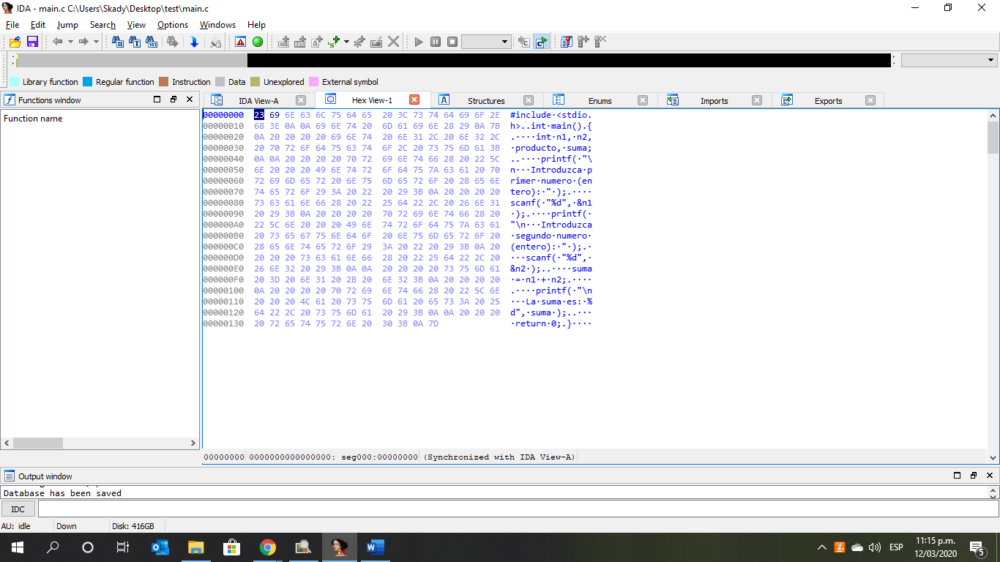 IDA - main.c C:\Users\Skady\Desktop\test\main.c
File Edit Jump Search View Options Windows Help
Library function Regular function Instruction Data Unexplored External symbol
Functions window
IDA View-A Hex View-1 Structures Enums Imports Exports
Function name
00000000 23 69 6E 63 6C 75 64 65 20 3C 73 74 64 69 6F 2E #include·<stdio.
00000010 68 3E 0A 0A 69 6E 74 20 6D 61 69 6E 28 29 0A 7B h>..int·main().{
00000020 0A 20 20 20 20 69 6E 74 20 6E 31 2C 20 6E 32 2C .····int·n1,·n2,
00000030 20 70 72 6F 64 75 63 74 6F 2C 20 73 75 6D 61 3B ·producto,·suma;
00000040 0A 0A 20 20 20 20 70 72 69 6E 74 66 28 20 22 5C ..····printf(·"\
00000050 6E 20 20 20 49 6E 74 72 6F 64 75 7A 63 61 20 70 n···Introduzca·p
00000060 72 69 6D 65 72 20 6E 75 6D 65 72 6F 20 28 65 6E rimer·numero·(en
00000070 74 65 72 6F 29 3A 20 22 20 29 3B 0A 20 20 20 20 tero):·"·);.····
00000080 73 63 61 6E 66 28 20 22 25 64 22 2C 20 26 6E 31 scanf(·"%d",·&n1
00000090 20 29 3B 0A 20 20 20 20 70 72 69 6E 74 66 28 20 ·);.····printf(·
000000A0 22 5C 6E 20 20 20 49 6E 74 72 6F 64 75 7A 63 61 "\n···Introduzca
000000B0 20 73 65 67 75 6E 64 6F 20 6E 75 6D 65 72 6F 20 ·segundo·numero·
000000C0 28 65 6E 74 65 72 6F 29 3A 20 22 20 29 3B 0A 20 (entero):·"·);.·
000000D0 20 20 20 73 63 61 6E 66 28 20 22 25 64 22 2C 20 ···scanf(·"%d",·
000000E0 26 6E 32 20 29 3B 0A 0A 20 20 20 20 73 75 6D 61 &n2·);..····suma
000000F0 20 3D 20 6E 31 20 2B 20 6E 32 3B 0A 20 20 20 20 ·=·n1·+·n2;.····
00000100 0A 20 20 20 20 70 72 69 6E 74 66 28 20 22 5C 6E .····printf(·"\n
00000110 20 20 20 4C 61 20 73 75 6D 61 20 65 73 3A 20 25 ···La·suma·es:·%
00000120 64 22 2C 20 73 75 6D 61 20 29 3B 0A 0A 20 20 20 d",·suma·);..···
00000130 20 72 65 74 75 72 6E 20 30 3B 0A 7D ·return·0;.}····
00000000 0000000000000000: seg000:00000000 (Synchronized with IDA View-A)
Output window
Database has been saved
IDC
AU: idle Down Disk: 416GB
ESP
11:15 p.m.
12/03/2020
5